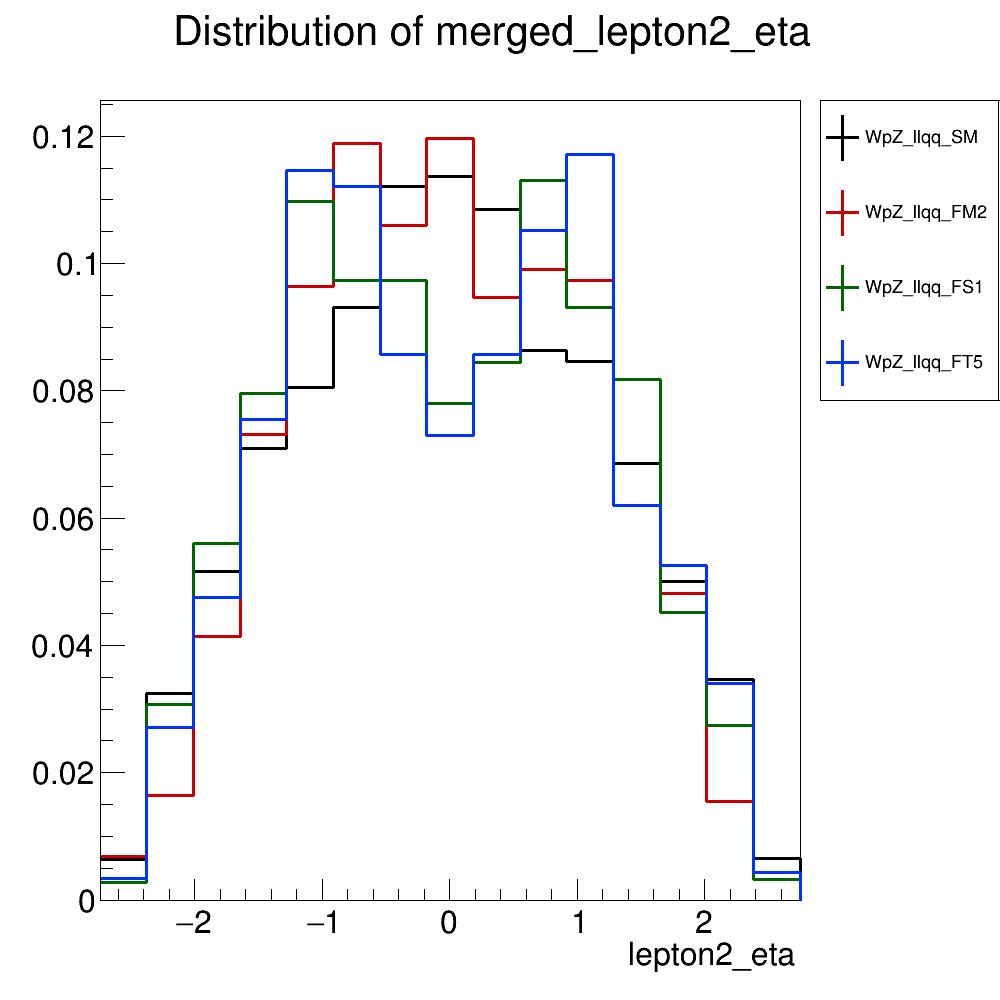 Distribution of merged_lepton2_eta
0.12
0.1
0.08
0.06
0.04
0.02
0
−2
−1
0
1
2
lepton2_eta
WpZ_llqq_SM
WpZ_llqq_FM2
WpZ_llqq_FS1
WpZ_llqq_FT5